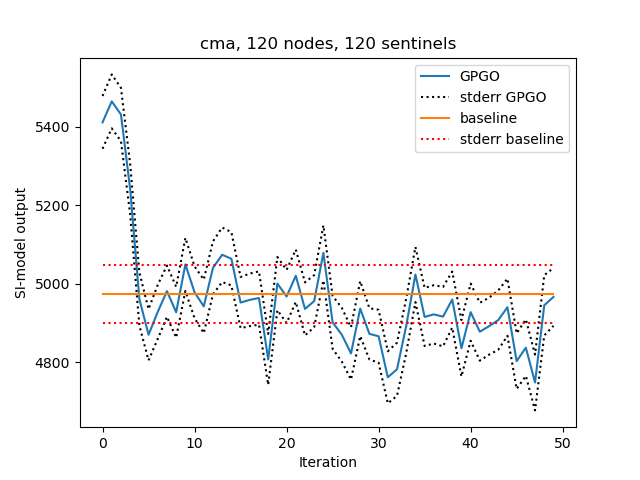 cma, 120 nodes, 120 sentinels
GPGO
stderr GPGO
baseline
stderr baseline
SI-model output
5400
5200
5000
4800
0 10 20 30 40 50
Iteration